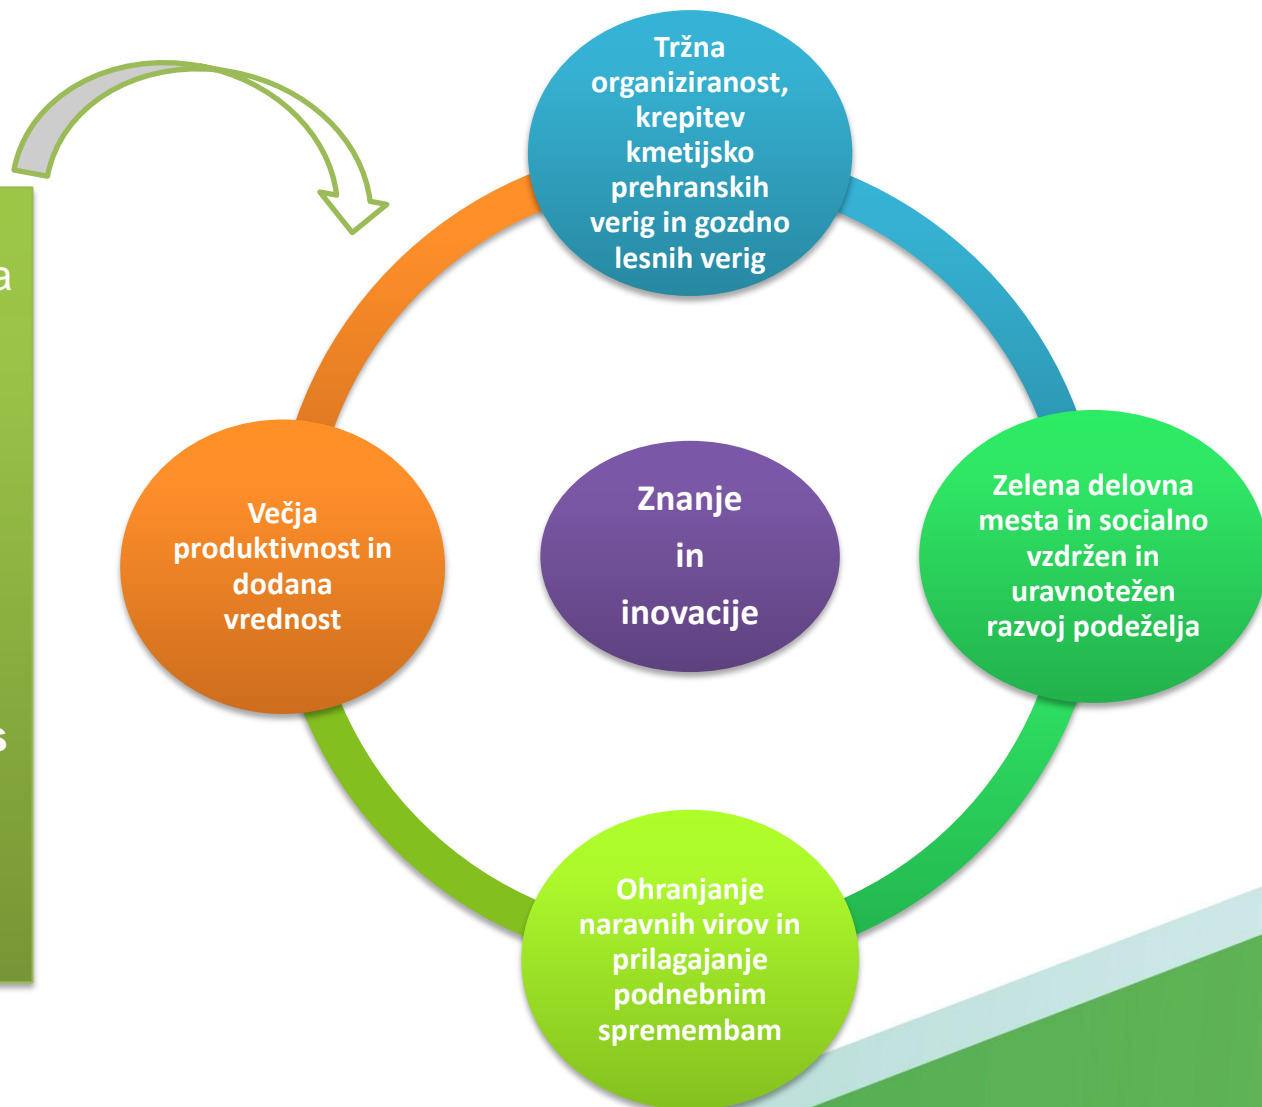 Tržna
organiziranost,
krepitev
kmetijsko
prehranskih
verig in gozdno
lesnih verig
a
s
Večja
produktivnost in
dodana
vrednost
Znanje
in
inovacije
Zelena delovna
mesta in socialno
vzdržen in
uravnotežen
razvoj podeželja
Ohranjanje
naravnih virov in
prilagajanje
podnebnim
spremembam